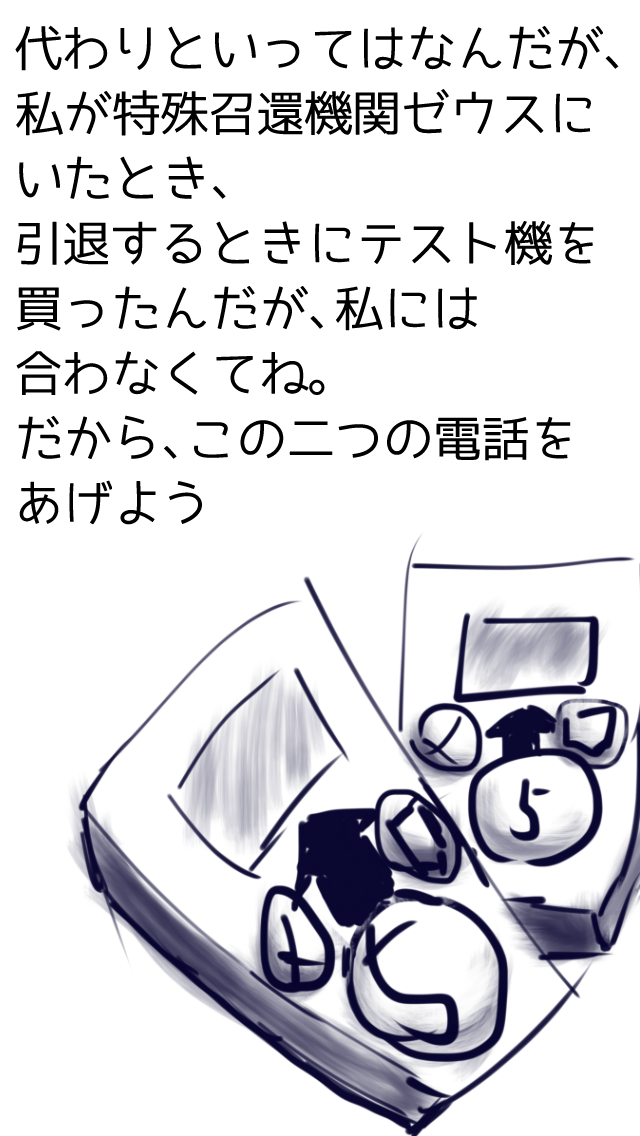 代わりといってはなんだが、
私が特殊召還機関ゼウスに
いたとき、
引退するときにテスト機を
買ったんだが、私には
合わなくてね。
だから、この二つの電話を
あげよう